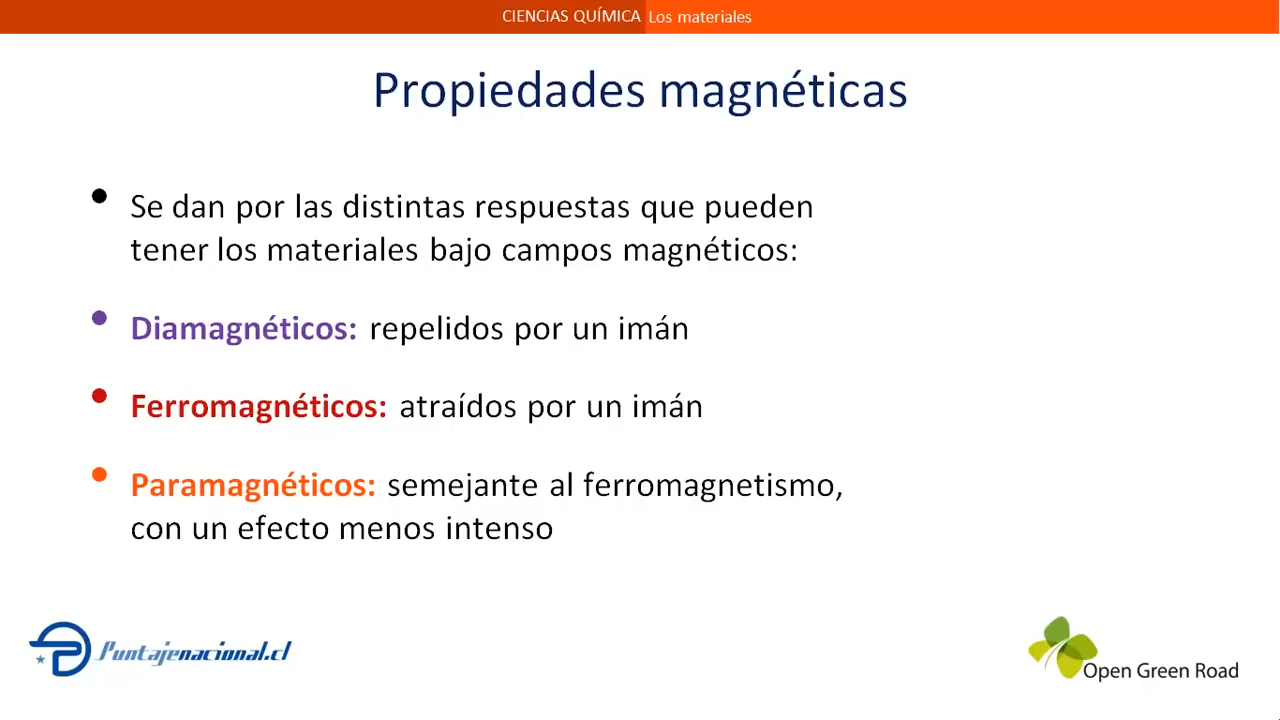 CIENCIAS QUÍMICA Los materiales
Propiedades magnéticas
• Se dan por las distintas respuestas que pueden
tener los materiales bajo campos magnéticos:
• Diamagnéticos: repelidos por un imán
• Ferromagnéticos: atraídos por un imán
• Paramagnéticos: semejante al ferromagnetismo,
con un efecto menos intenso
Puntajenacional.cl
Open Green Road